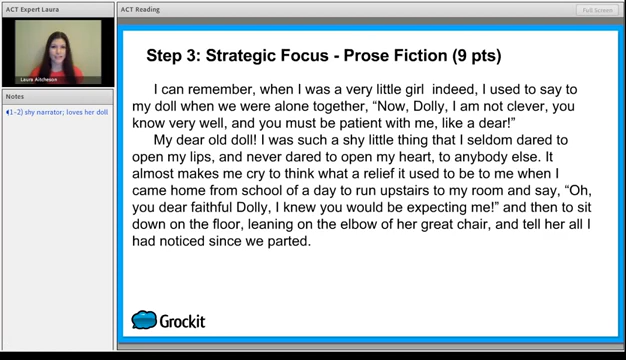 ACT Expert Laura
ACT Reading
Full Screen
Laura Aitcheson
Notes
(1-2) shy narrator; loves her doll
Step 3: Strategic Focus - Prose Fiction (9 pts)
I can remember, when I was a very little girl indeed, I used to say to
my doll when we were alone together, “Now, Dolly, I am not clever, you
know very well, and you must be patient with me, like a dear!”
My dear old doll! I was such a shy little thing that I seldom dared to
open my lips, and never dared to open my heart, to anybody else. It
almost makes me cry to think what a relief it used to be to me when I
came home from school of a day to run upstairs to my room and say, “Oh,
you dear faithful Dolly, I knew you would be expecting me!” and then to sit
down on the floor, leaning on the elbow of her great chair, and tell her all I
had noticed since we parted.
Grockit